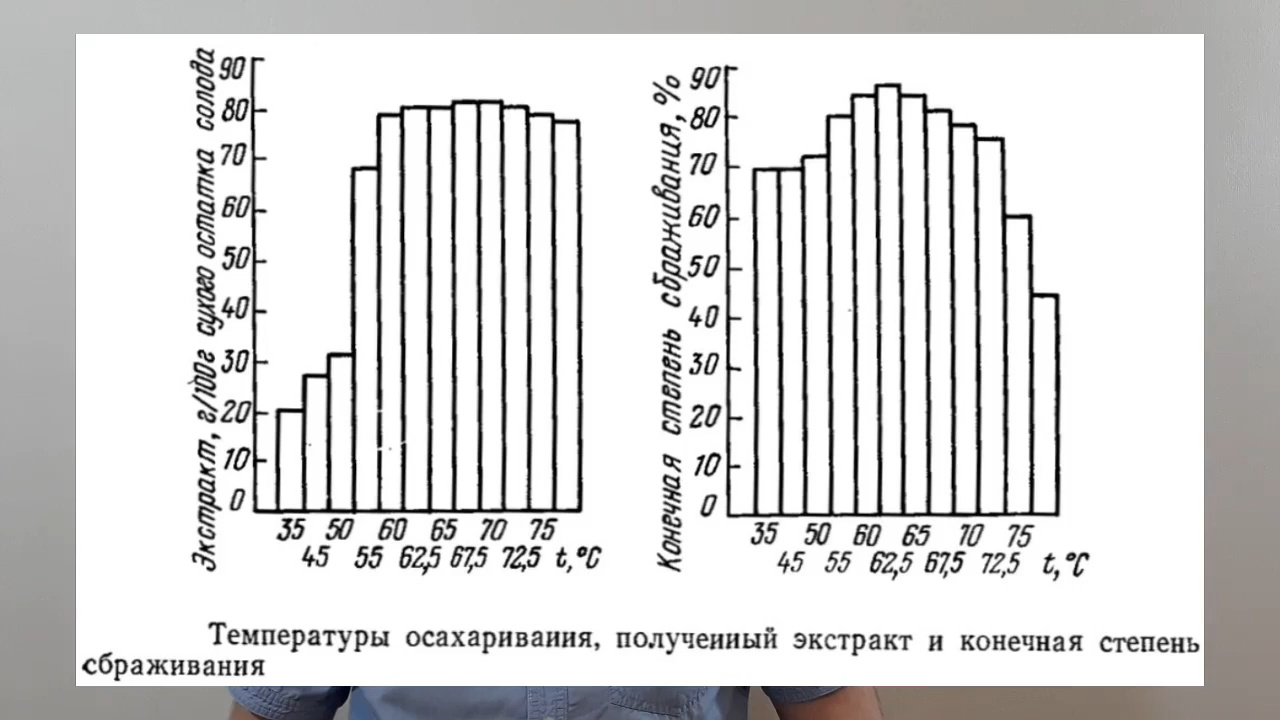 Экстракт, г/100г сухого остатка солода
90
80
70
60
50
40
30
20
10
0
35 50 60 65 70 75
45 55 62,5 67,5 72,5 t,°C
Конечная степень сбраживания, %
90
80
70
60
50
40
30
20
10
0
35 50 60 65 70 75
45 55 62,5 67,5 72,5 t,°C
Температуры осахаривания, полученный экстракт и конечная степень
сбраживания